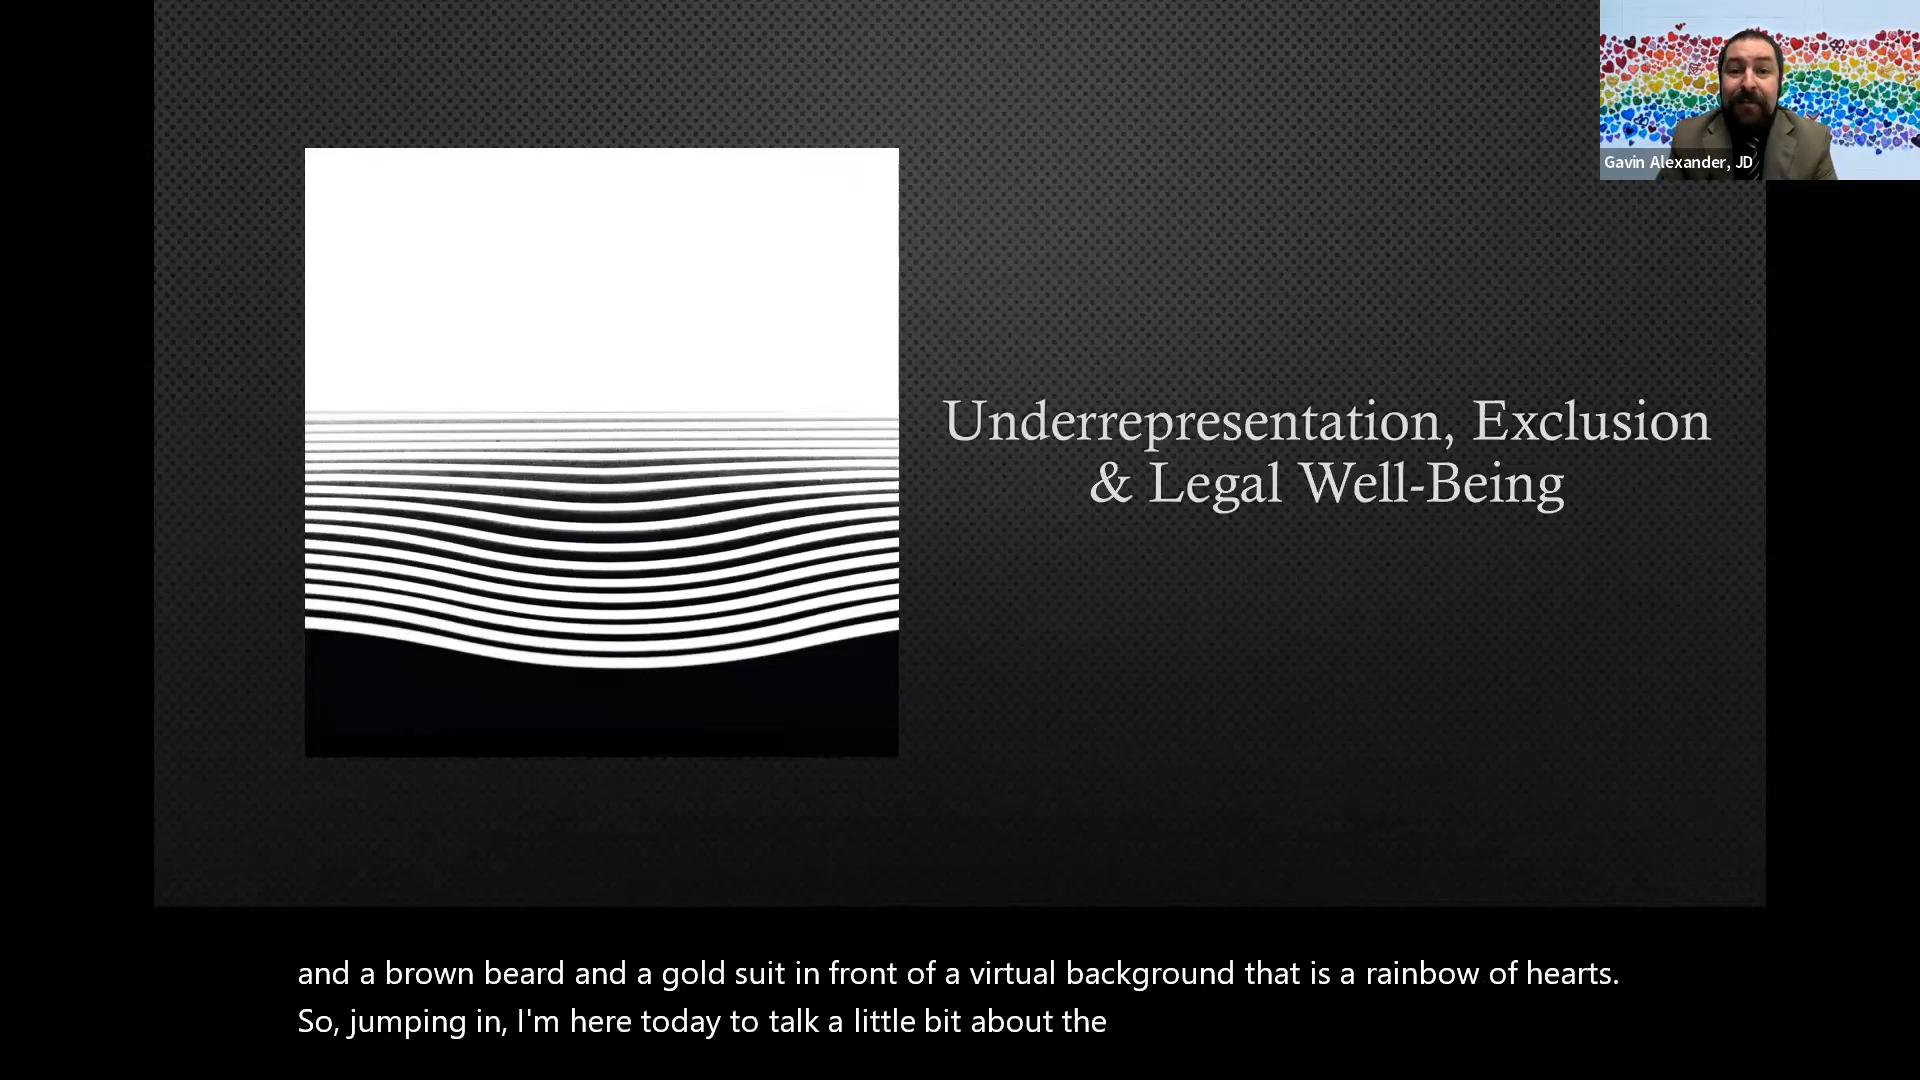 Gavin Alexander, JD
Underrepresentation, Exclusion
& Legal Well-Being
and a brown beard and a gold suit in front of a virtual background that is a rainbow of hearts.
So, jumping in, I'm here today to talk a little bit about the